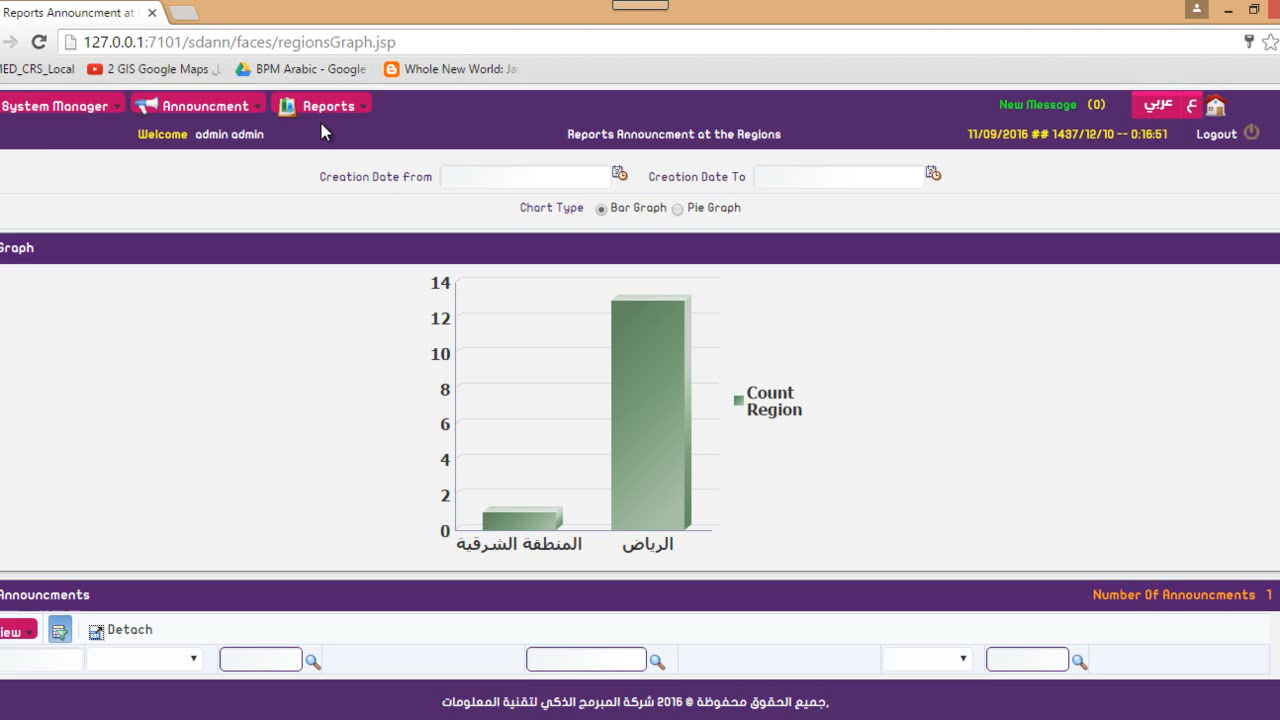 Reports Announcment at
127.0.0.1:7101/sdann/faces/regionsGraph.jsp
MED_CRS_Local 2 GIS Google Maps BPM Arabic - Google Whole New World: Ja
System Manager Announcment Reports New Message (0) عربي ع
Welcome admin admin Reports Announcment at the Regions 11/09/2016 ## 1437/12/10 -- 0:16:51 Logout
Creation Date From Creation Date To
Chart Type Bar Graph Pie Graph
Graph
14
12
10
8
6
4
2
0
Count
Region
المنطقة الشرقية الرياض
Announcments Number Of Announcments 1
iew Detach
جميع الحقوق محفوظة © 2016 شركة المبرمج الذكي لتقنية المعلومات,